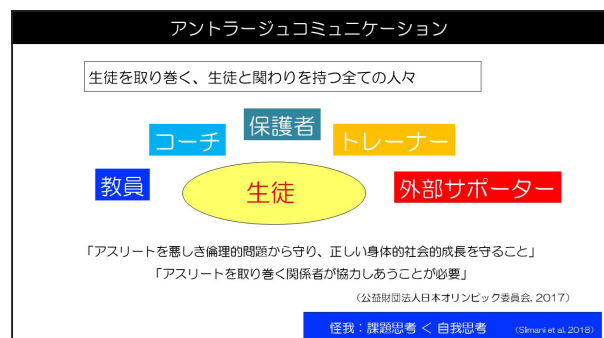 アントラージュコミュニケーション
生徒を取り巻く、生徒と関わりを持つ全ての人々
保護者
コーチ
トレーナー
教員
生徒
外部サポーター
「アスリートを悪しき倫理的問題から守り、正しい身体的社会的成長を守ること」
「アスリートを取り巻く関係者が協力しあうことが必要」
(公益財団法人日本オリンピック委員会, 2017)
怪我：課題思考 < 自我思考 (Slimani et al, 2018)